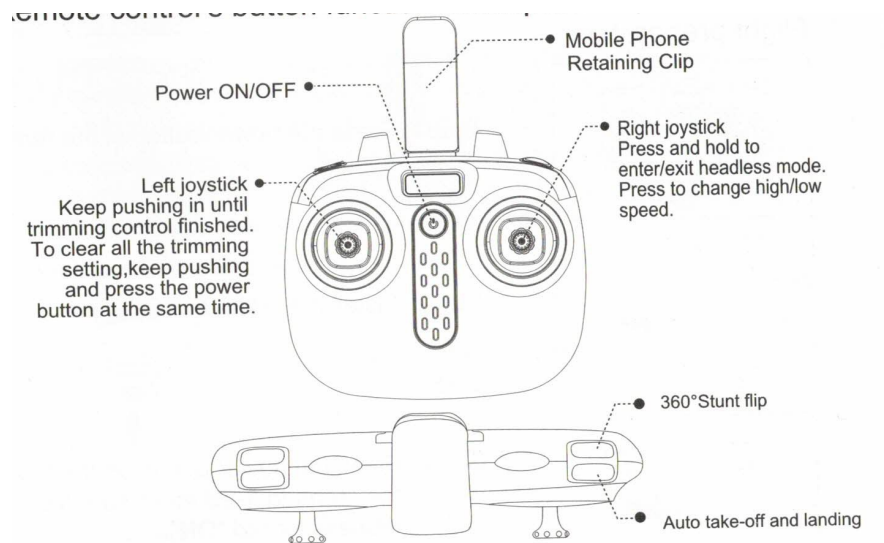 Mobile Phone
Retaining Clip
Power ON/OFF
Right joystick
Press and hold to
enter/exit headless mode.
Press to change high/low
speed.
Left joystick
Keep pushing in until
trimming control finished.
To clear all the trimming
setting,keep pushing
and press the power
button at the same time.
360°Stunt flip
Auto take-off and landing